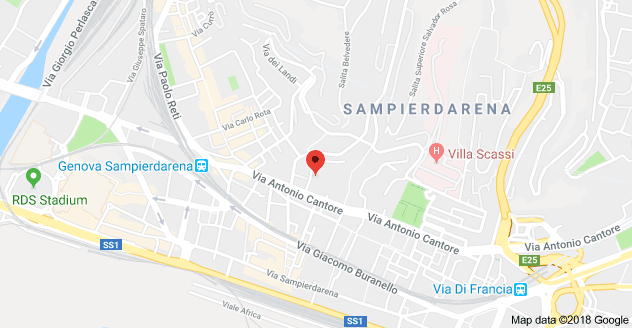 Via Giorgio Perlasca
Via Giuseppe Spataro
Via Cyrro
Via Paolo Reti
Via dei Landi
Salita Belvedere
Salita Superiore Salvador Rosa
E25
SAMPIERDARENA
Via Carlo Rota
H
Villa Scassi
Genova Sampierdarena
RDS Stadium
Via Antonio Cantore
Via Antonio Cantore
Via Antonio Cantore
SS1
Via Giacomo Buranello
E25
Via Sampierdarena
Via Di Francia
Viale Africa
SS1
Map data ©2018 Google